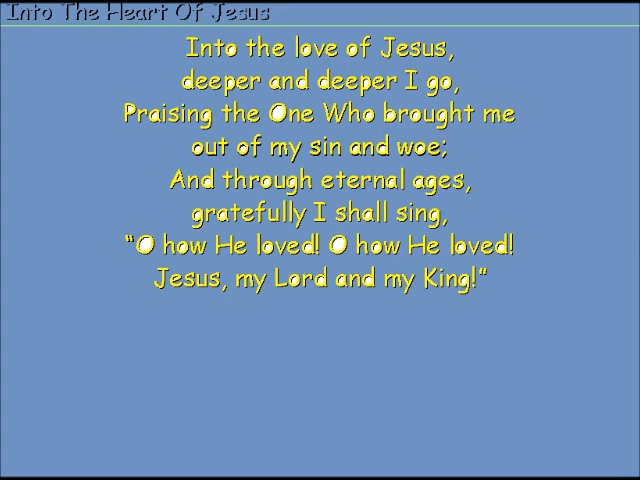 Into The Heart Of Jesus
Into the love of Jesus,
deeper and deeper I go,
Praising the One Who brought me
out of my sin and woe;
And through eternal ages,
gratefully I shall sing,
“O how He loved! O how He loved!
Jesus, my Lord and my King!”